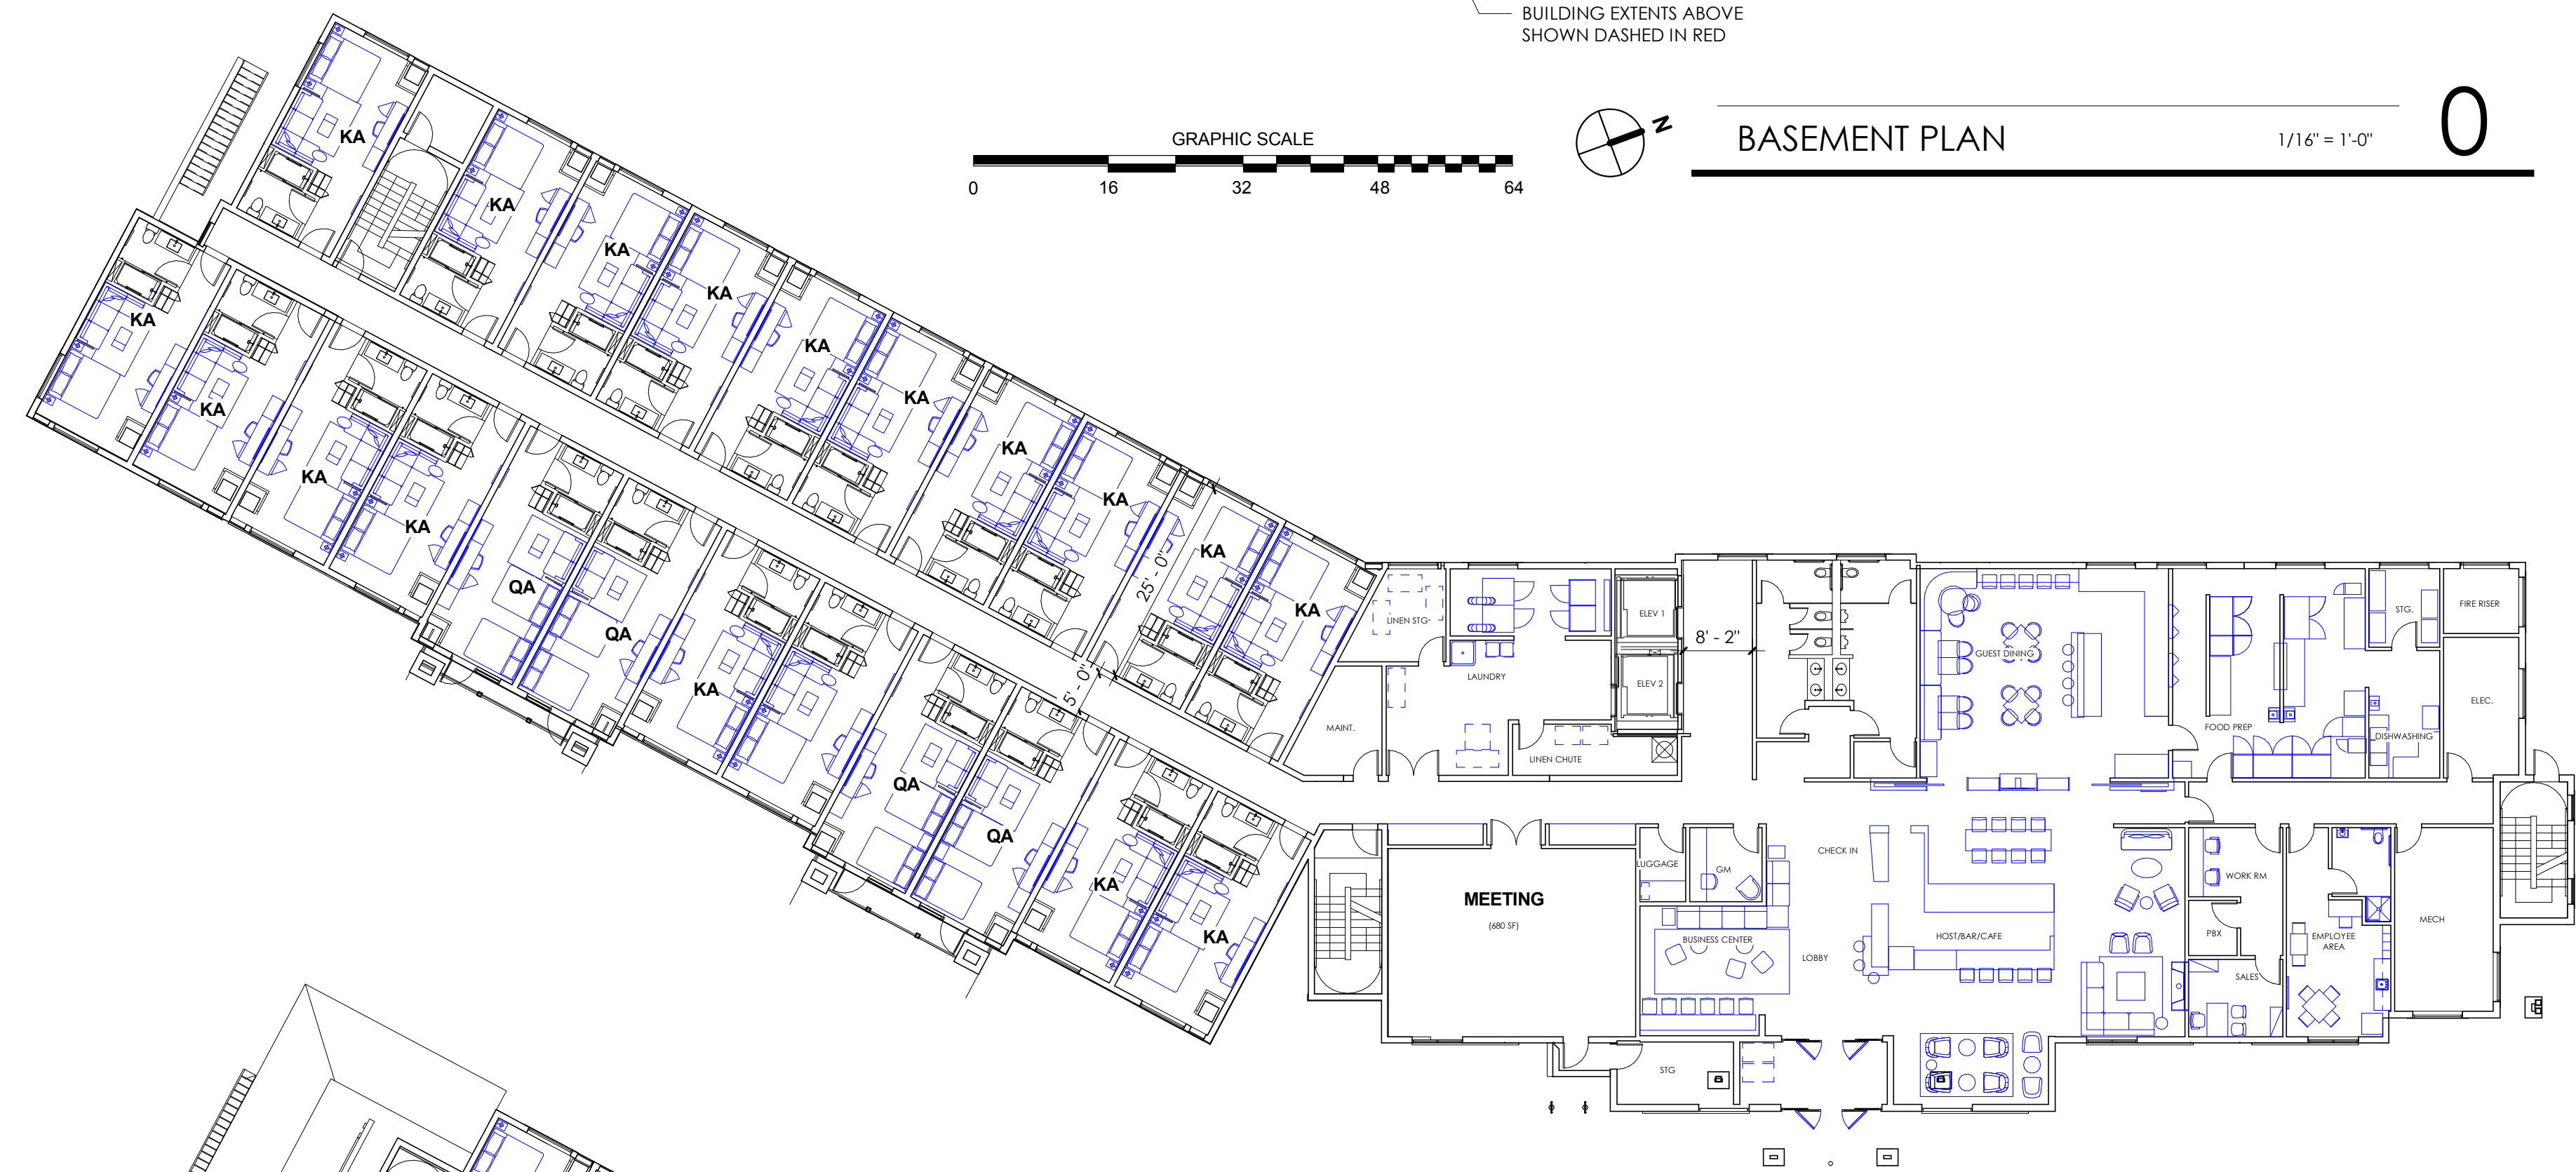 BUILDING EXTENTS ABOVE
SHOWN DASHED IN RED
GRAPHIC SCALE
0 16 32 48 64
N
BASEMENT PLAN
1/16" = 1'-0"
0
KA
KA
KA
KA
KA
KA
KA
KA
KA
KA
KA
KA
KA
KA
QA
QA
KA
QA
QA
KA
KA
25' - 0"
5' - 0"
LINEN STG
LAUNDRY
MAINT.
LINEN CHUTE
ELEV 1
ELEV 2
8' - 2"
GUEST DINING
FOOD PREP
STG.
FIRE RISER
ELEC.
DISHWASHING
MEETING
(680 SF)
LUGGAGE
GM
BUSINESS CENTER
CHECK IN
LOBBY
HOST/BAR/CAFE
WORK RM
PBX
SALES
EMPLOYEE
AREA
MECH
STG